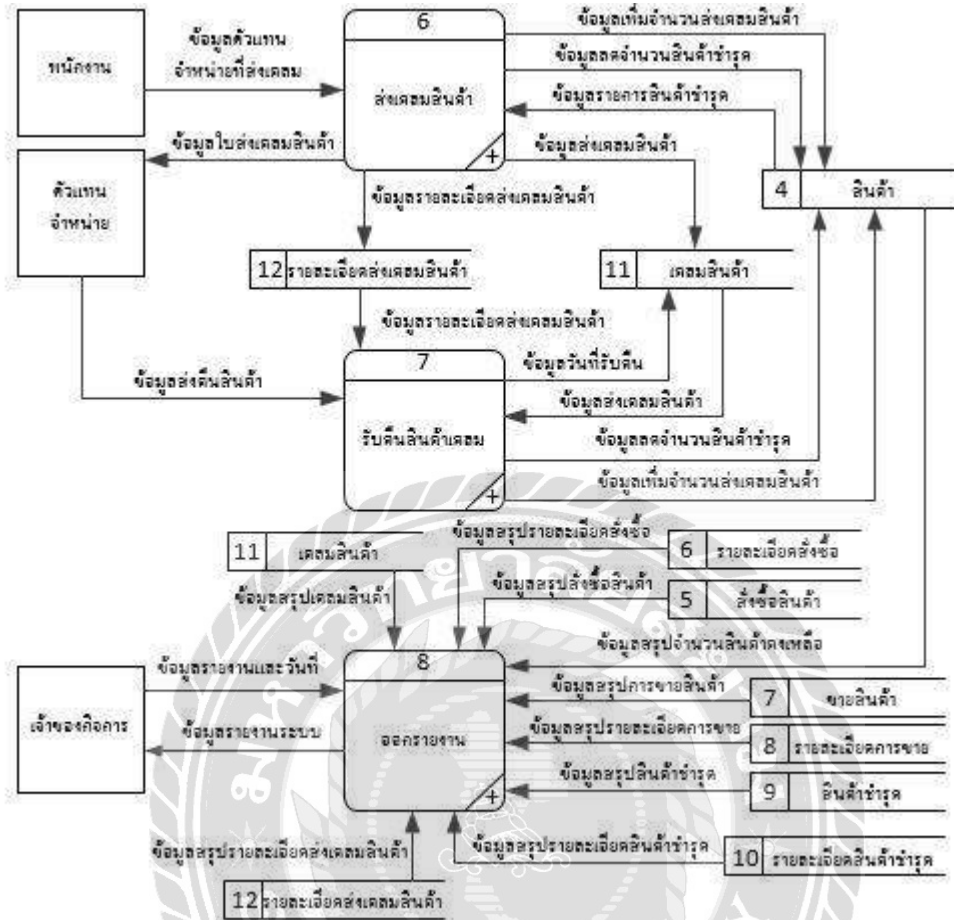 6
ข้อมูลเพิ่มจำนวนส่งเคลมสินค้า
ข้อมูลตัวแทน
จำหน่ายที่ส่งเคลม
ข้อมูลลดจำนวนสินค้าชำรุด
พนักงาน
ส่งเคลมสินค้า
ข้อมูลรายการสินค้าชำรุด
ข้อมูลใบส่งเคลมสินค้า
+
ข้อมูลส่งเคลมสินค้า
ตัวแทน
จำหน่าย
ข้อมูลรายละเอียดส่งเคลมสินค้า
4 สินค้า
12 รายละเอียดส่งเคลมสินค้า
11 เคลมสินค้า
ข้อมูลรายละเอียดส่งเคลมสินค้า
7
ข้อมูลวันที่รับคืน
ข้อมูลส่งคืนสินค้า
ข้อมูลส่งเคลมสินค้า
รับคืนสินค้าเคลม
ข้อมูลลดจำนวนสินค้าชำรุด
+
ข้อมูลเพิ่มจำนวนส่งเคลมสินค้า
ข้อมูลสรุปรายละเอียดสั่งซื้อ
11 เคลมสินค้า
6 รายละเอียดสั่งซื้อ
ข้อมูลสรุปสั่งซื้อสินค้า
ข้อมูลสรุปเคลมสินค้า
5 สั่งซื้อสินค้า
ข้อมูลสรุปจำนวนสินค้าคงเหลือ
8
ข้อมูลรายงานและวันที่
ข้อมูลสรุปการขายสินค้า
7 ขายสินค้า
เจ้าของกิจการ
ข้อมูลรายงานระบบ
ออกรายงาน
ข้อมูลสรุปรายละเอียดการขาย
8 รายละเอียดการขาย
ข้อมูลสรุปสินค้าชำรุด
9 สินค้าชำรุด
+
ข้อมูลสรุปรายละเอียดส่งเคลมสินค้า
ข้อมูลสรุปรายละเอียดสินค้าชำรุด
10 รายละเอียดสินค้าชำรุด
12 รายละเอียดส่งเคลมสินค้า